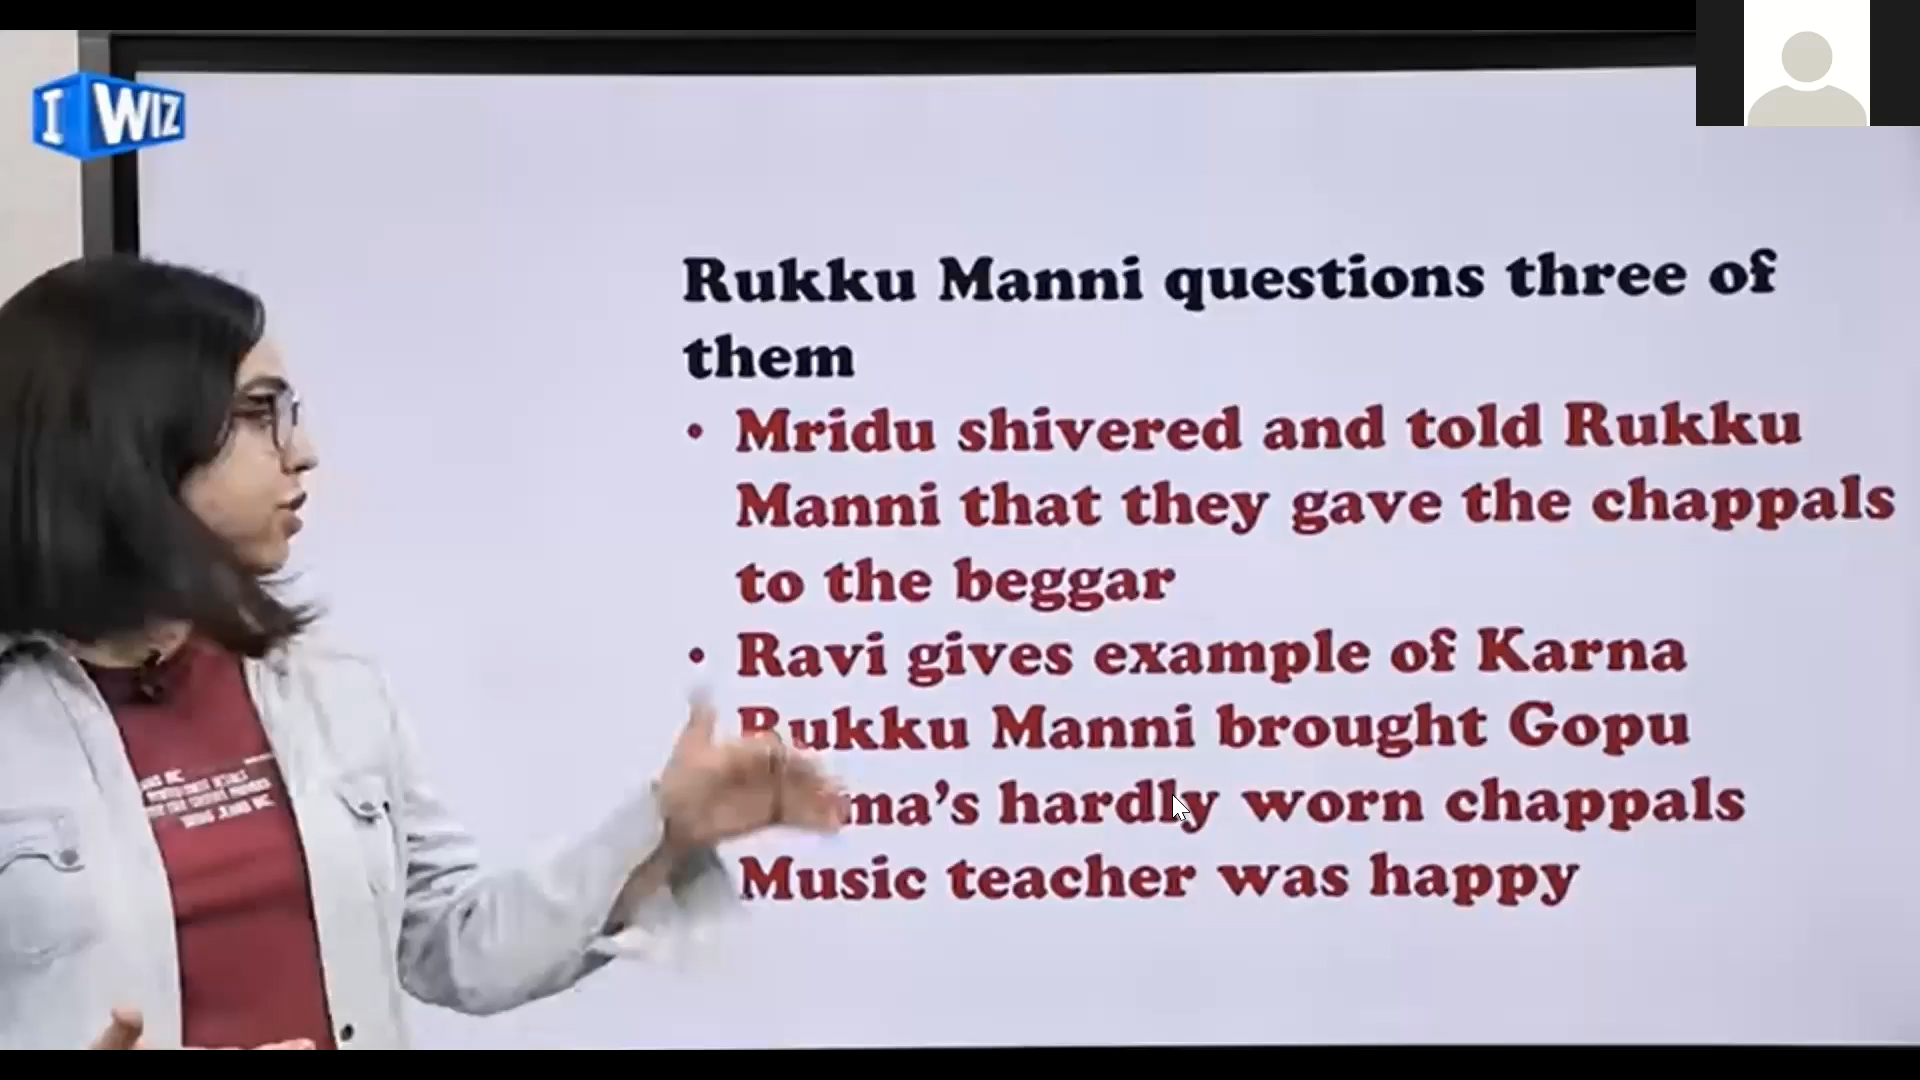 I WIZ
Rukku Manni questions three of
them
• Mridu shivered and told Rukku
Manni that they gave the chappals
to the beggar
• Ravi gives example of Karna
Rukku Manni brought Gopu
hardly worn chappals
Music teacher was happy